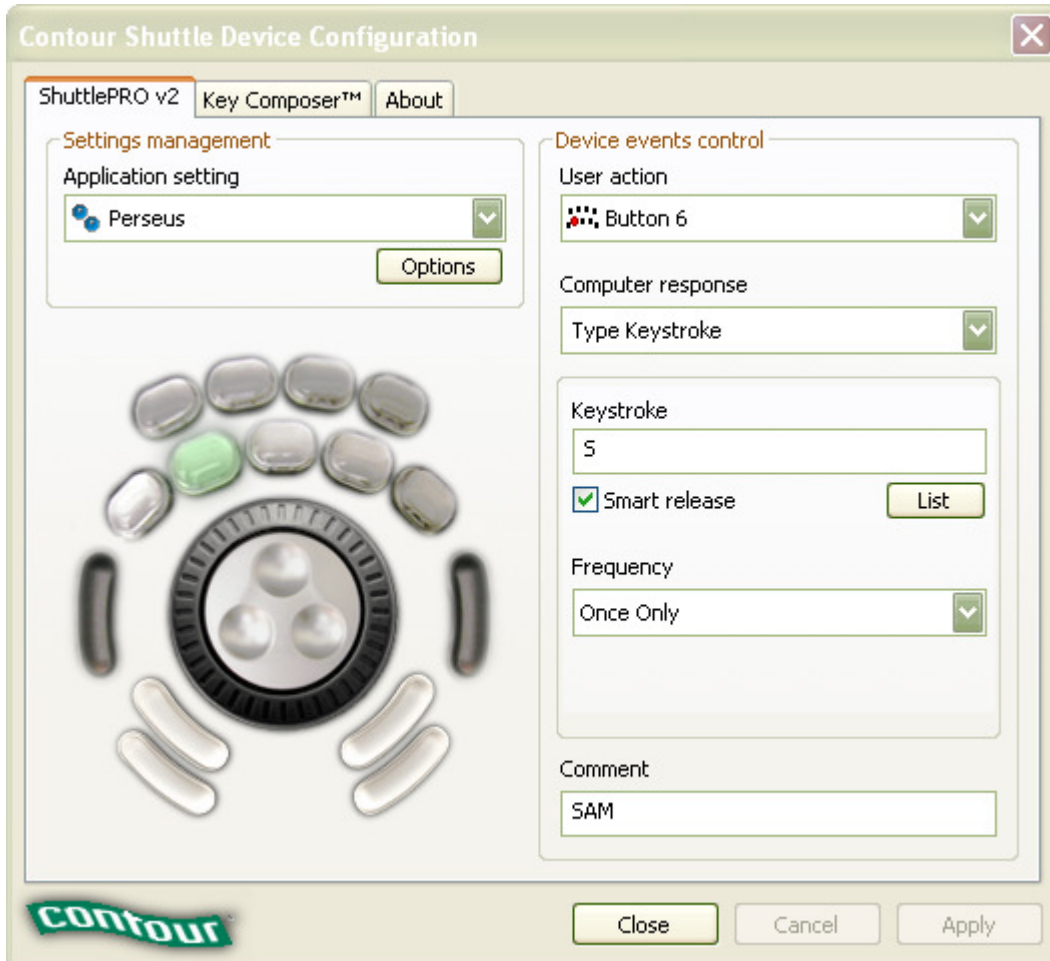 Contour Shuttle Device Configuration
ShuttlePRO v2 Key Composer™ About
Settings management
Application setting
Perseus
Options
Device events control
User action
Button 6
Computer response
Type Keystroke
Keystroke
S
Smart release List
Frequency
Once Only
Comment
SAM
contour
Close Cancel Apply